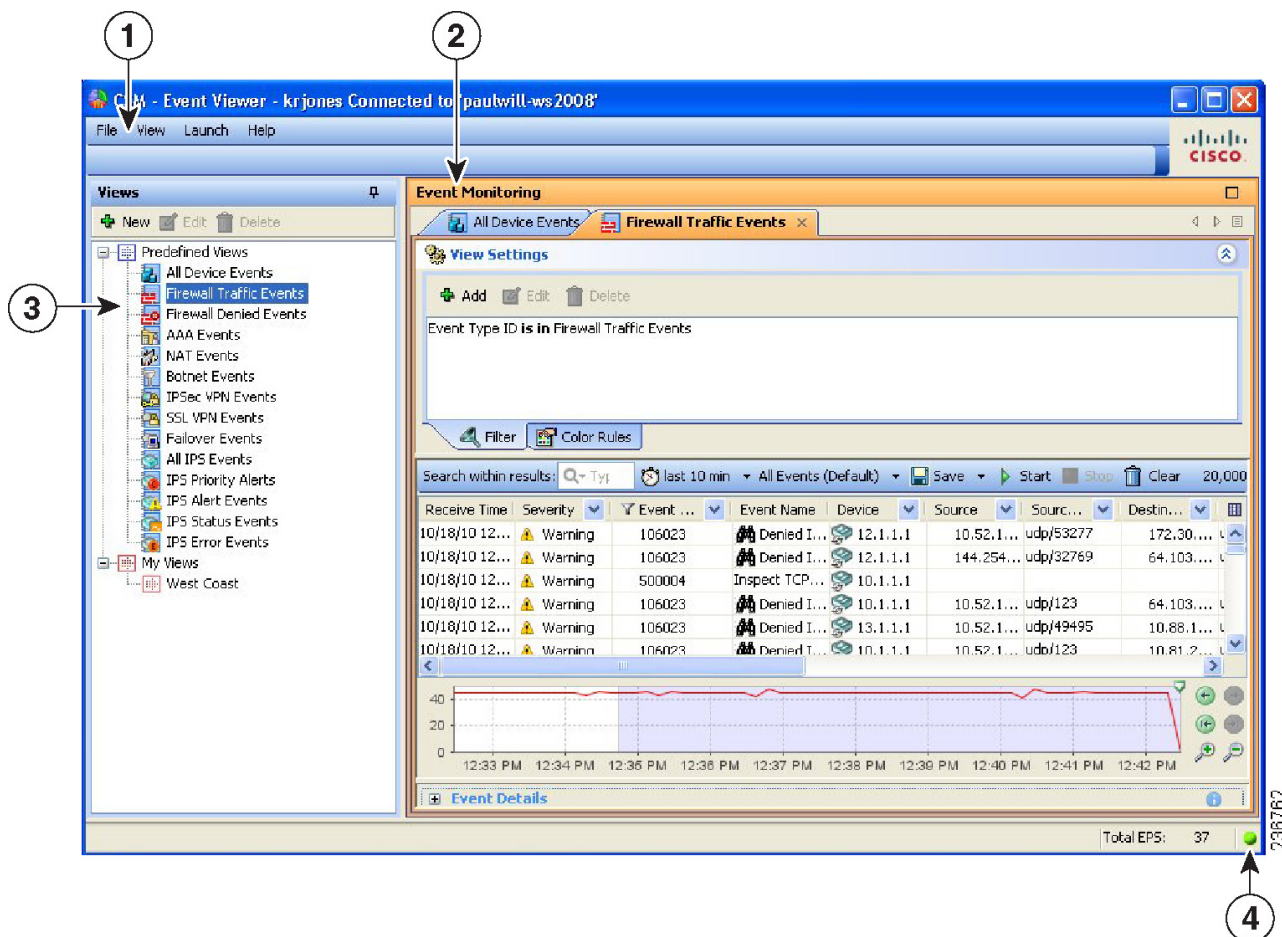 1
2
CSM - Event Viewer - krjones Connected to 'paulwill-ws2008'
File View Launch Help
CISCO
Views
New Edit Delete
Predefined Views
All Device Events
Firewall Traffic Events
Firewall Denied Events
AAA Events
NAT Events
Botnet Events
IPSec VPN Events
SSL VPN Events
Failover Events
All IPS Events
IPS Priority Alerts
IPS Alert Events
IPS Status Events
IPS Error Events
My Views
West Coast
3
Event Monitoring
All Device Events Firewall Traffic Events
View Settings
Add Edit Delete
Event Type ID is in Firewall Traffic Events
Filter Color Rules
Search within results: last 10 min All Events (Default) Save Start Stop Clear 20,000
Receive Time Severity Event ... Event Name Device Source Sourc... Destin...
10/18/10 12... Warning 106023 Denied I... 12.1.1.1 10.52.1... udp/53277 172.30....
10/18/10 12... Warning 106023 Denied I... 12.1.1.1 144.254... udp/32769 64.103....
10/18/10 12... Warning 500004 Inspect TCP... 10.1.1.1
10/18/10 12... Warning 106023 Denied I... 10.1.1.1 10.52.1... udp/123 64.103....
10/18/10 12... Warning 106023 Denied I... 13.1.1.1 10.52.1... udp/49495 10.88.1...
10/18/10 12... Warning 106023 Denied I... 10.1.1.1 10.52.1... udp/123 10.81.2...
40
20
0
12:33 PM 12:34 PM 12:35 PM 12:36 PM 12:37 PM 12:38 PM 12:39 PM 12:40 PM 12:41 PM 12:42 PM
Event Details
Total EPS: 37
236762
4